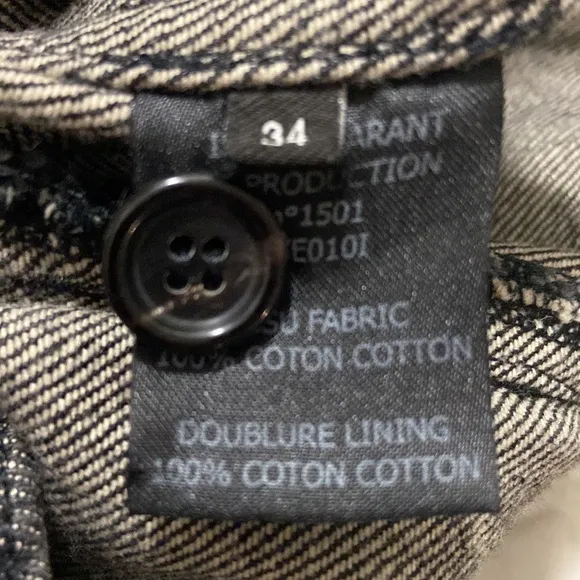 34
ARANT
PRODUCTION
n°1501
E010I
SU FABRIC
100% COTON COTTON
DOUBLURE LINING
100% COTON COTTON